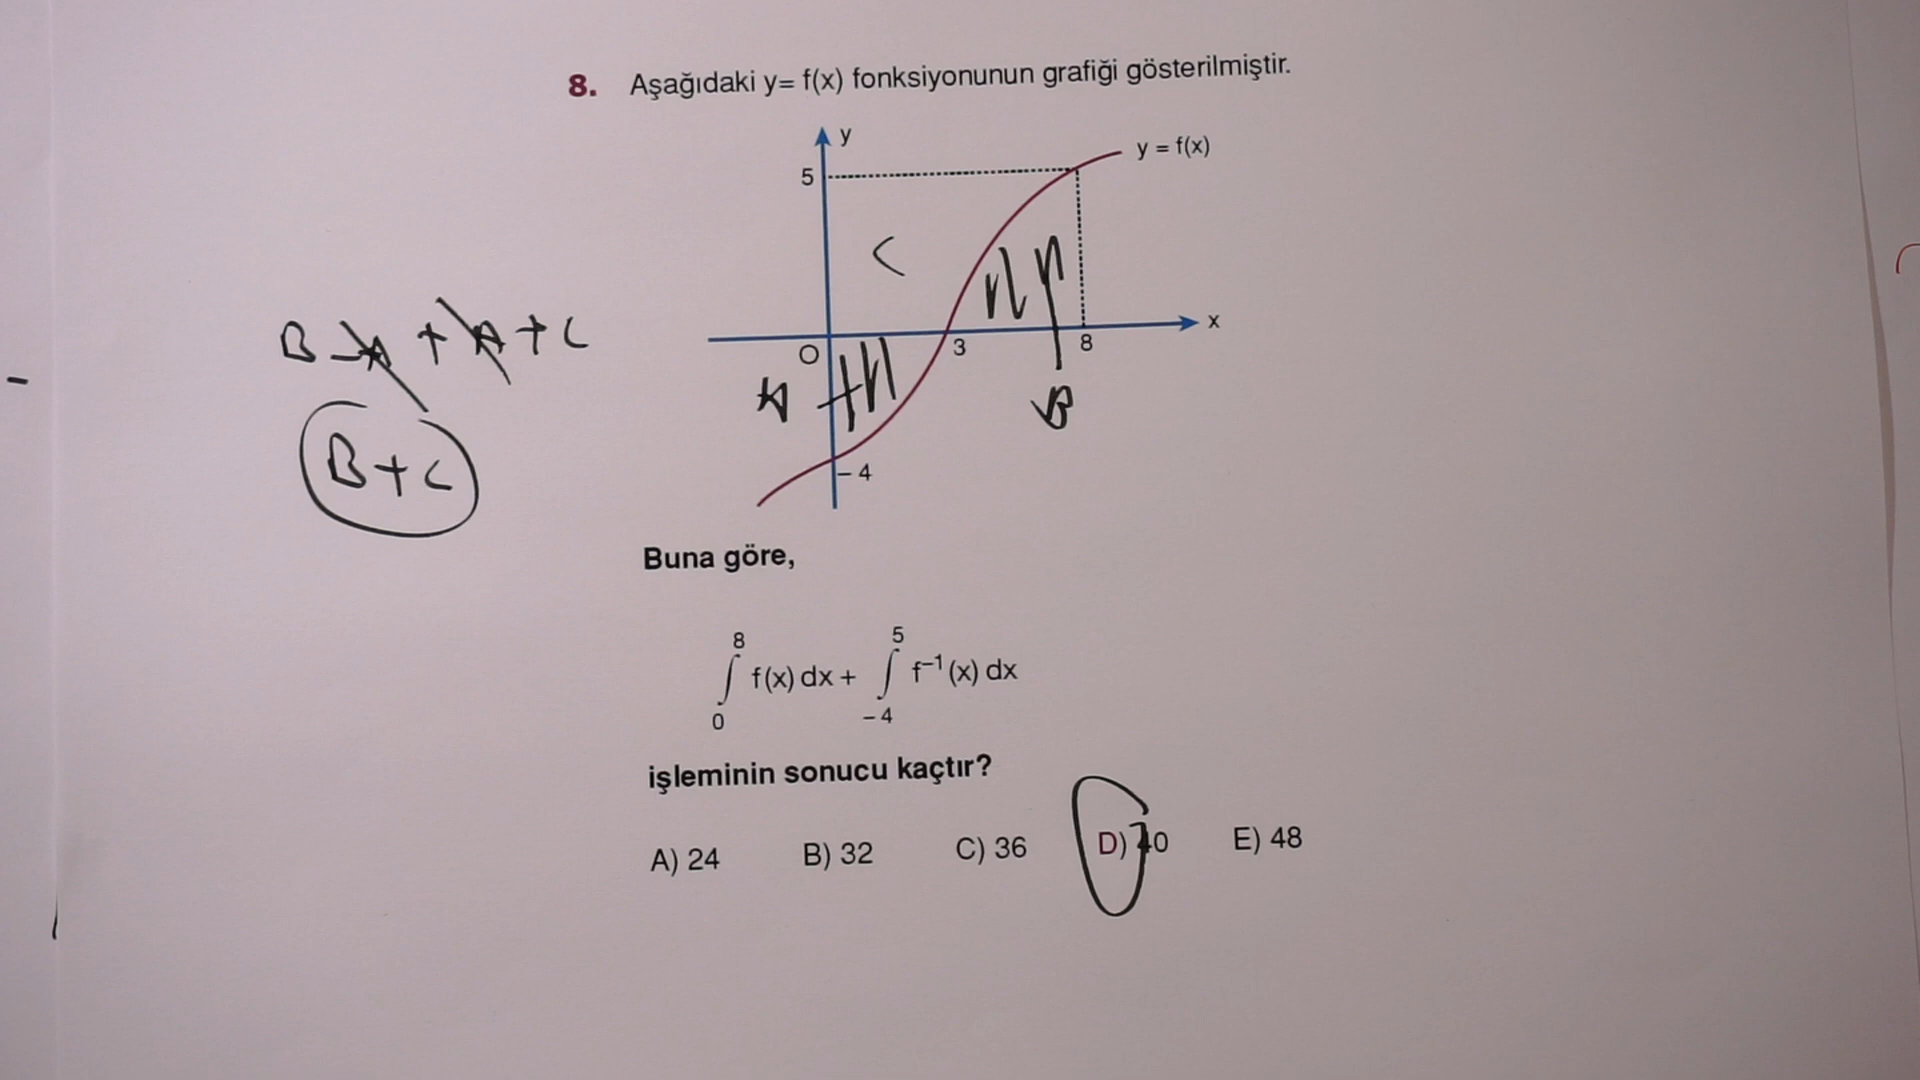 8. Aşağıdaki y= f(x) fonksiyonunun grafiği gösterilmiştir.
y
y = f(x)
5
C
x
O
3
8
A
B
– 4
B – A + A + C
B + C
Buna göre,
8
5
∫ f(x) dx + ∫ f⁻¹(x) dx
0
– 4
işleminin sonucu kaçtır?
A) 24 B) 32 C) 36 D) 40 E) 48